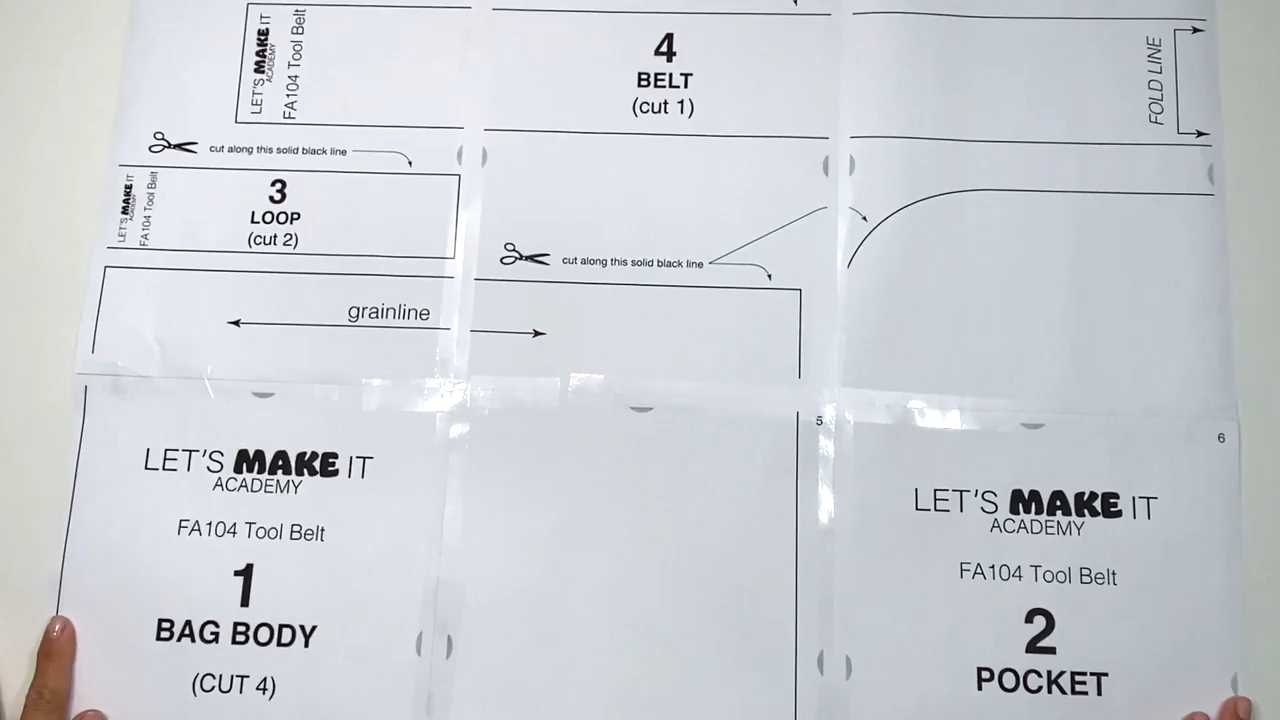 LET'S MAKE IT
ACADEMY
FA104 Tool Belt
4
BELT
(cut 1)
FOLD LINE
cut along this solid black line
LET'S MAKE IT
ACADEMY
FA104 Tool Belt
3
LOOP
(cut 2)
cut along this solid black line
grainline
5
6
LET'S MAKE IT
ACADEMY
FA104 Tool Belt
1
BAG BODY
(CUT 4)
LET'S MAKE IT
ACADEMY
FA104 Tool Belt
2
POCKET